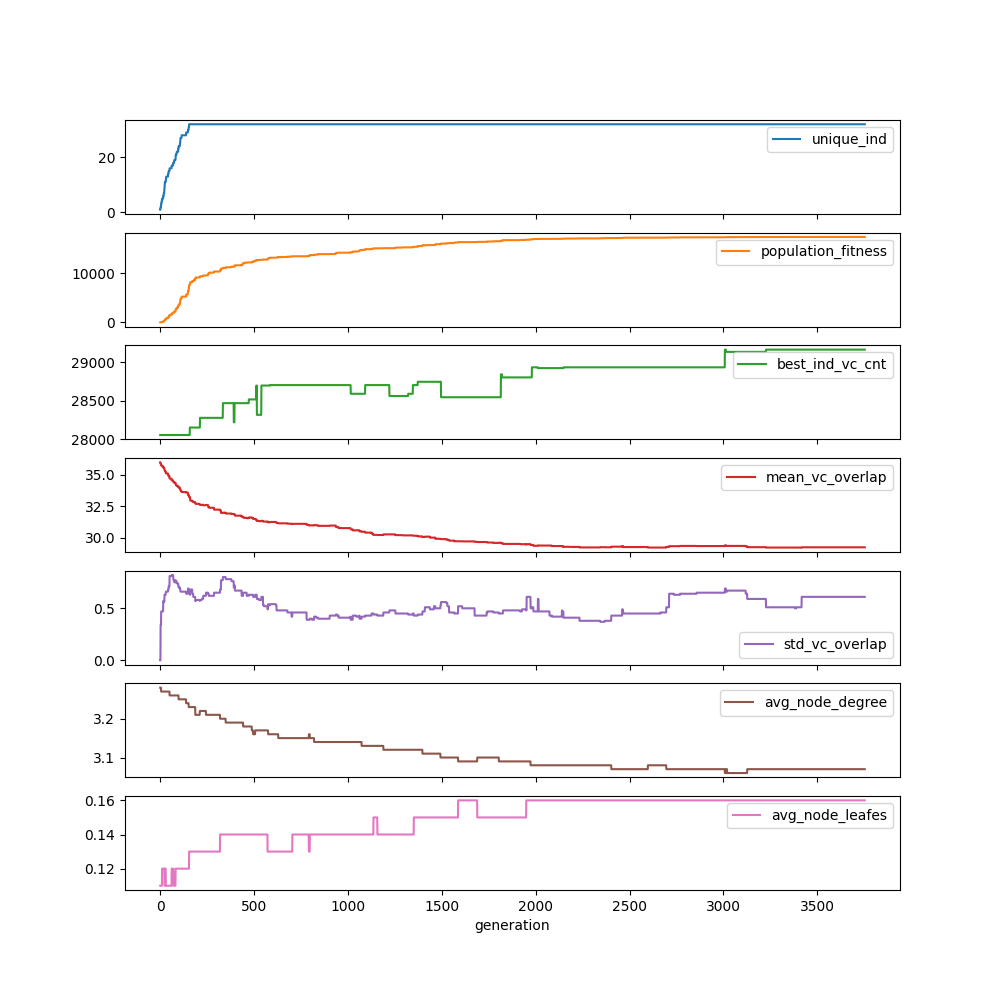 20
0
unique_ind
10000
0
population_fitness
29000
28500
28000
best_ind_vc_cnt
35.0
32.5
30.0
mean_vc_overlap
0.5
0.0
std_vc_overlap
3.2
3.1
avg_node_degree
0.16
0.14
0.12
avg_node_leafes
0 500 1000 1500 2000 2500 3000 3500
generation